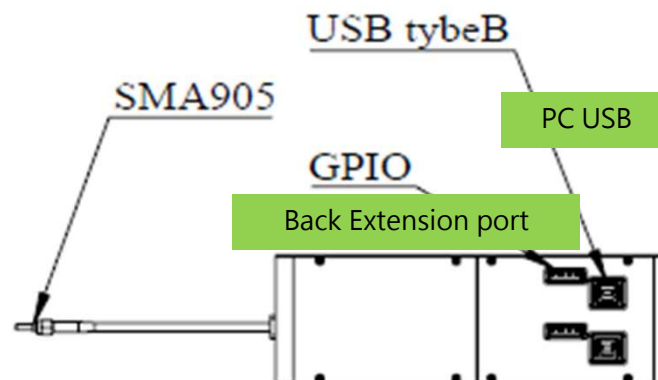 USB tybeB
SMA905
PC USB
GPIO
Back Extension port